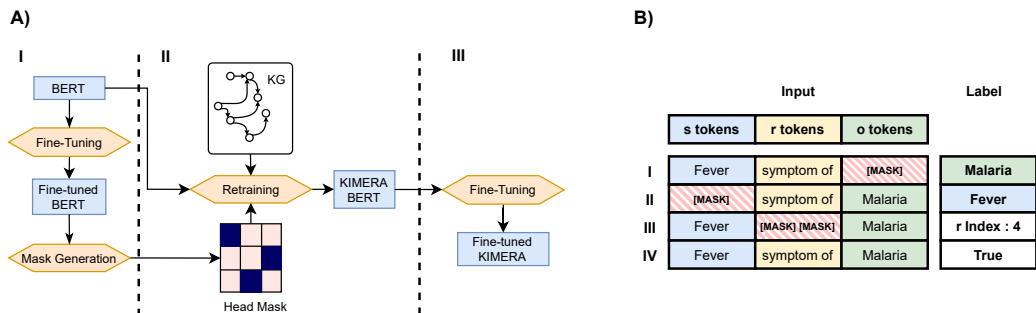 A)
I
II
III
BERT
Fine-Tuning
Fine-tuned
BERT
Mask Generation
KG
Retraining
Head Mask
KIMERA
BERT
Fine-Tuning
Fine-tuned
KIMERA
B)
Input
Label
s tokens r tokens o tokens
I Fever symptom of [MASK] Malaria
II [MASK] symptom of Malaria Fever
III Fever [MASK] [MASK] Malaria r Index : 4
IV Fever symptom of Malaria True